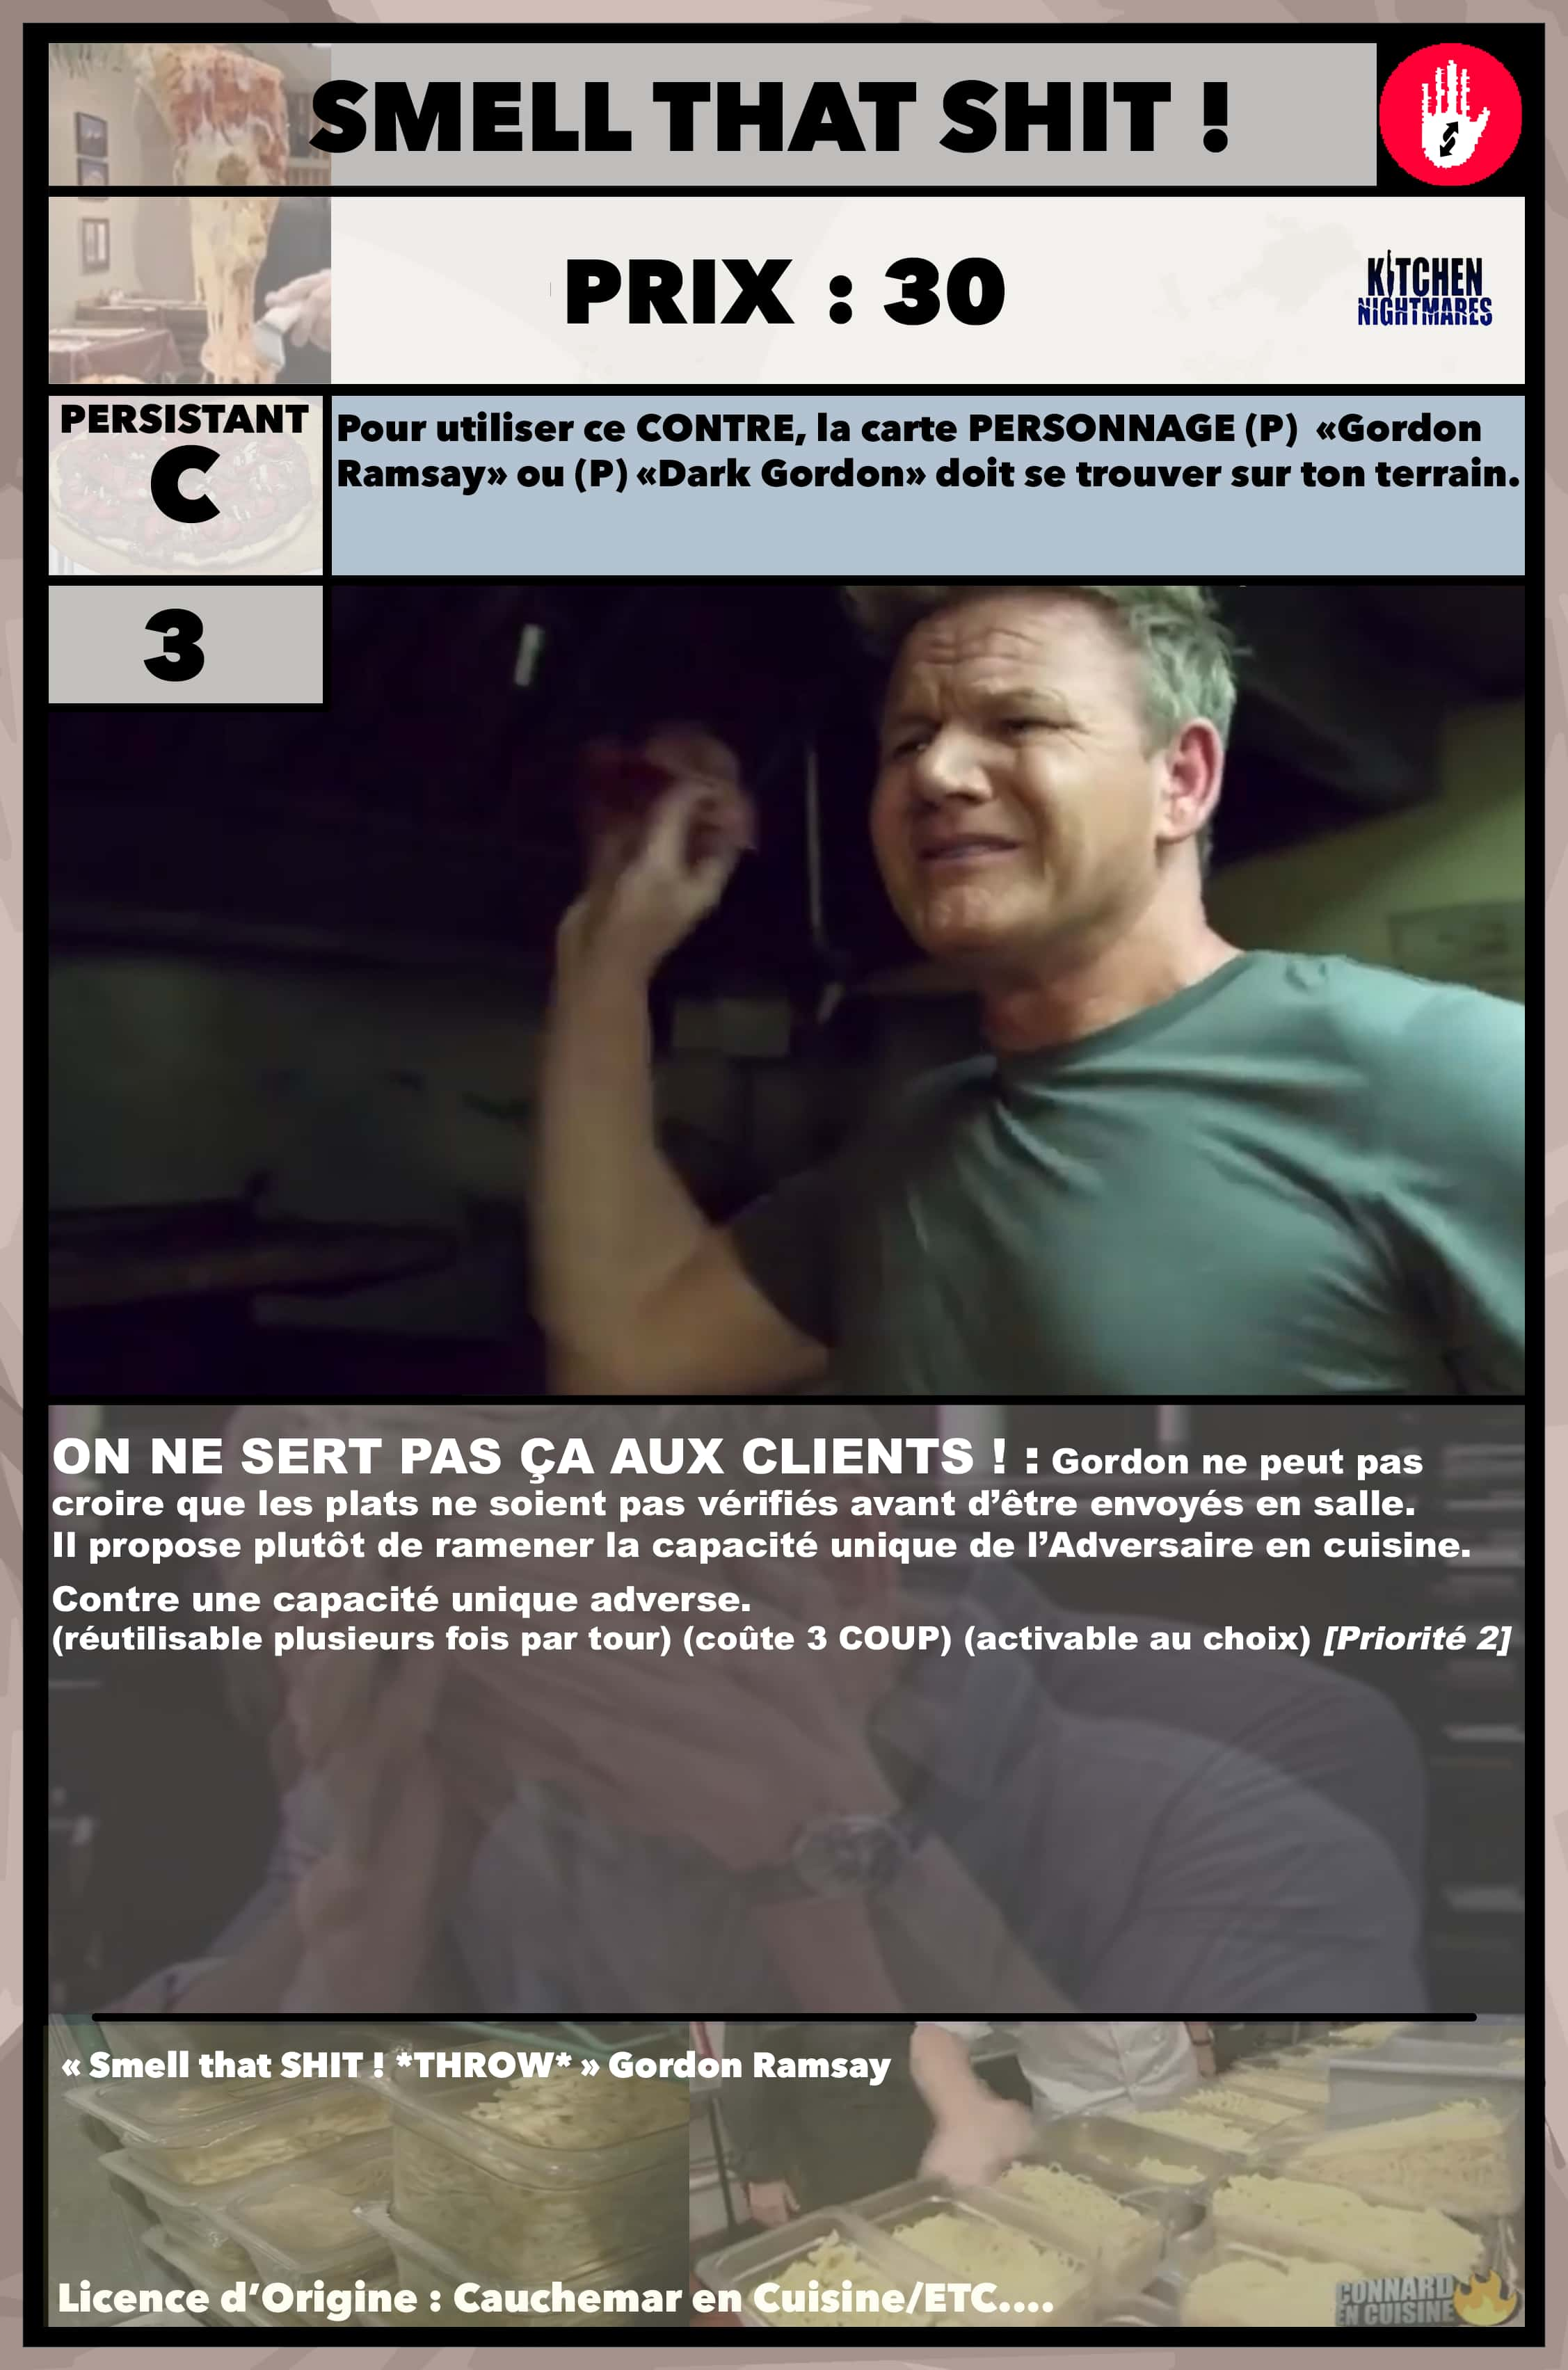 SMELL THAT SHIT !
PRIX : 30
KITCHEN
NIGHTMARES
PERSISTANT
C
Pour utiliser ce CONTRE, la carte PERSONNAGE (P) «Gordon
Ramsay» ou (P) «Dark Gordon» doit se trouver sur ton terrain.
3
ON NE SERT PAS ÇA AUX CLIENTS ! : Gordon ne peut pas
croire que les plats ne soient pas vérifiés avant d’être envoyés en salle.
Il propose plutôt de ramener la capacité unique de l’Adversaire en cuisine.
Contre une capacité unique adverse.
(réutilisable plusieurs fois par tour) (coûte 3 COUP) (activable au choix) [Priorité 2]
« Smell that SHIT ! *THROW* » Gordon Ramsay
Licence d’Origine : Cauchemar en Cuisine/ETC....
CONNARD
EN CUISINE